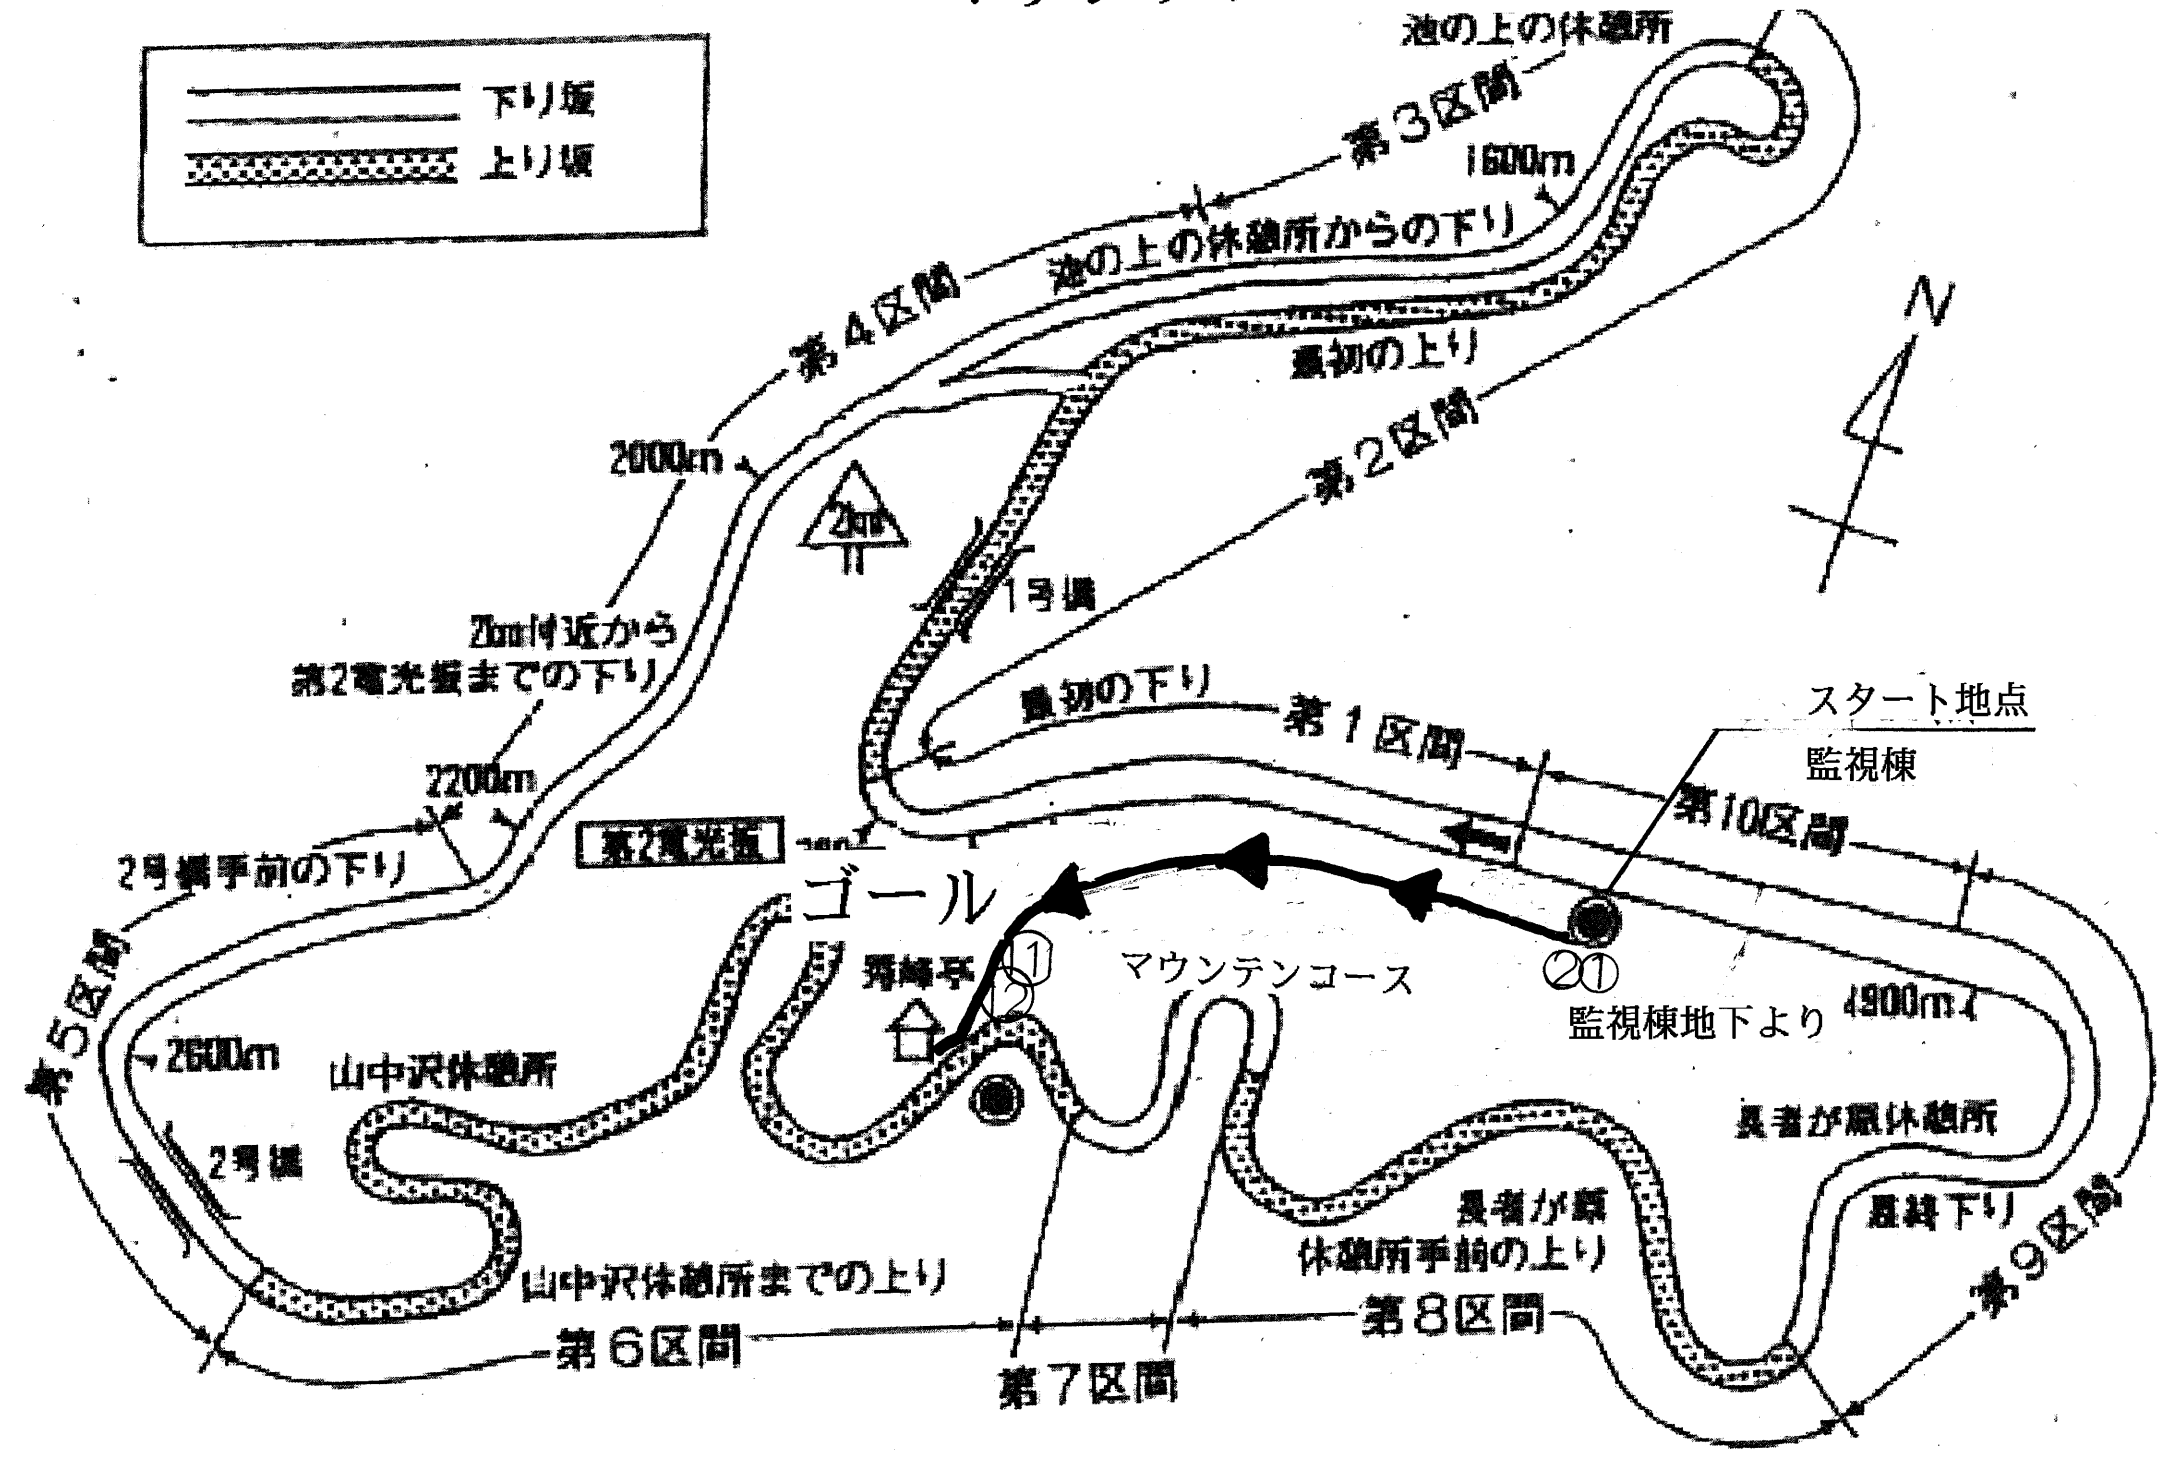 池の上の休憩所
下り坂
上り坂
第3区間
1600m
池の上の休憩所からの下り
第4区間
最初の上り
N
第2区間
2000m
2km
1号橋
2km付近から
第2電光板までの下り
最初の下り
第1区間
スタート地点
監視棟
2200m
第10区間
第2電光板
2号橋手前の下り
ゴール
第5区間
秀峰亭
⑪
⑫
マウンテンコース
②①
監視棟地下より
4900m
2600m
山中沢休憩所
2号橋
長者が原休憩所
最終下り
長者が原
休憩所手前の上り
第9区間
山中沢休憩所までの上り
第6区間
第7区間
第8区間